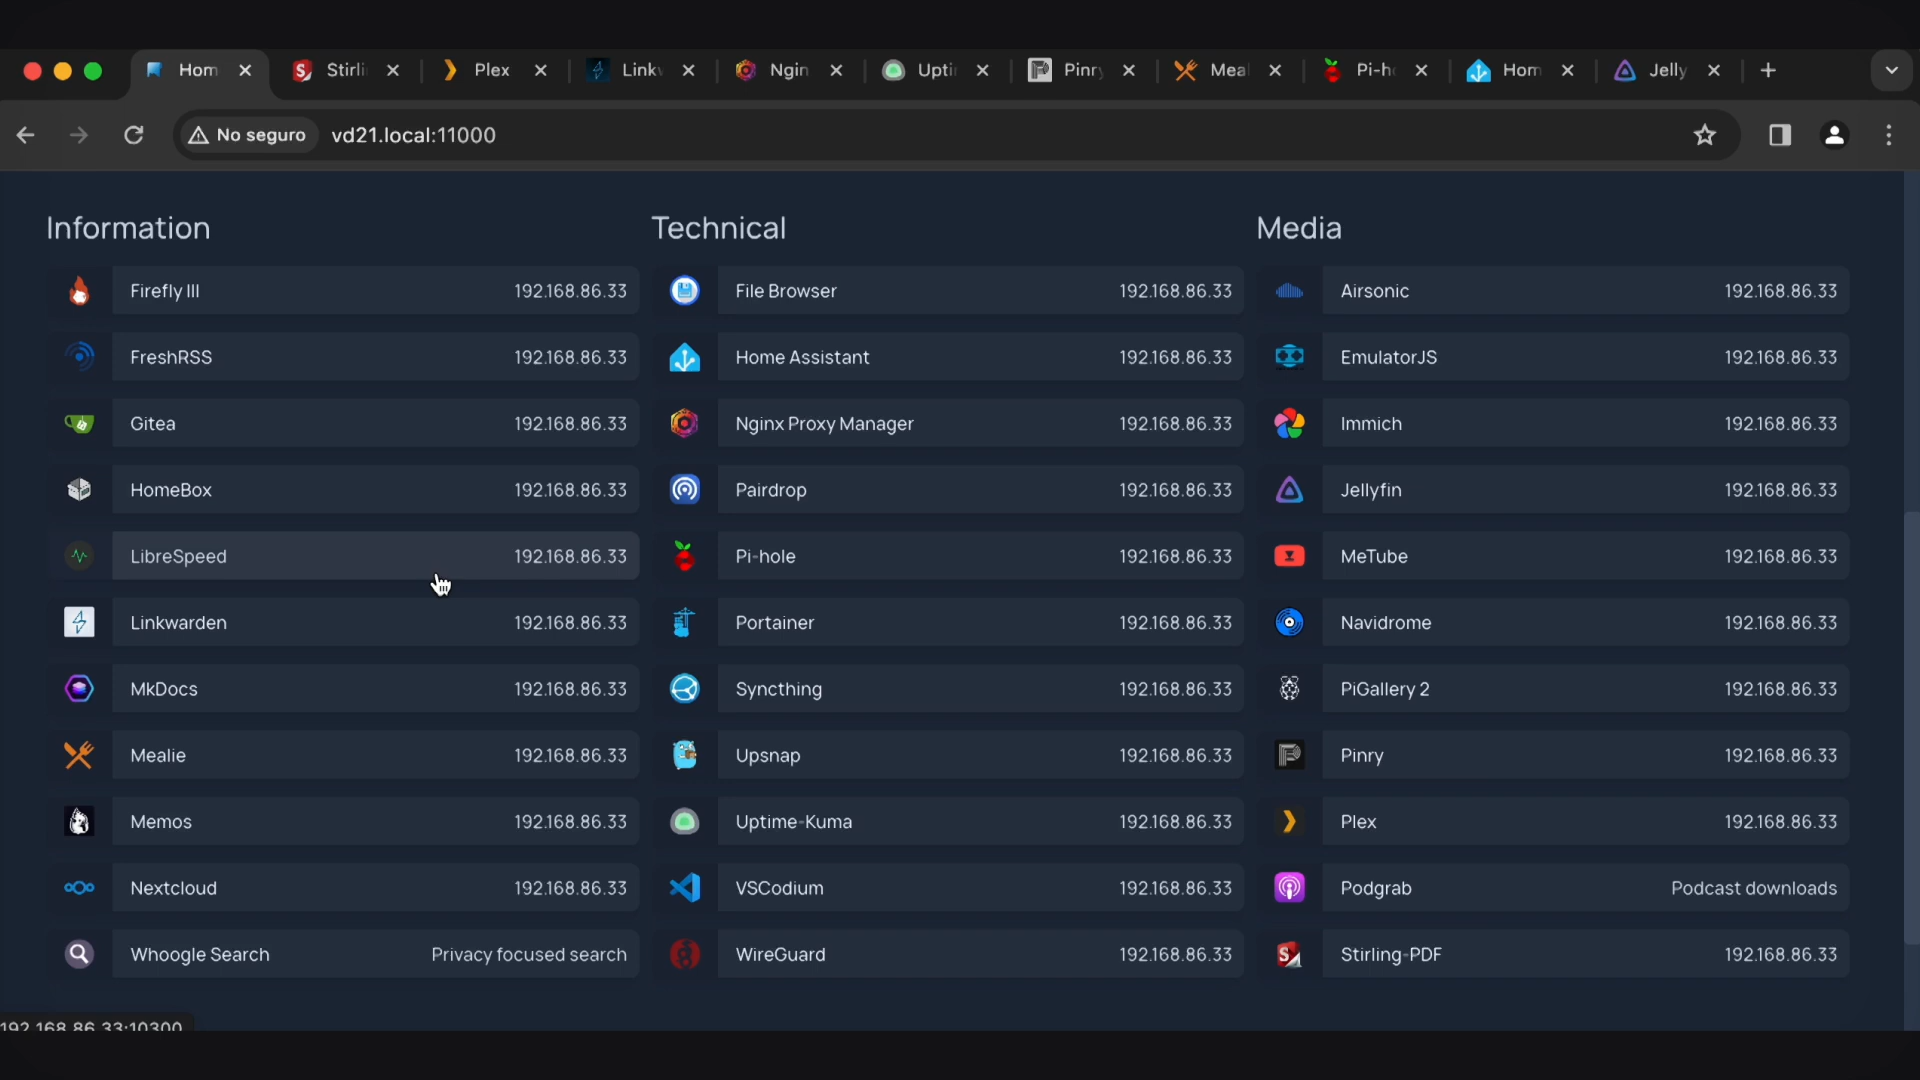 Hom
Stirli
Plex
Link
Ngin
Upti
Pinr
Meal
Pi-h
Hom
Jelly
No seguro
vd21.local:11000
Information
Firefly III 192.168.86.33
FreshRSS 192.168.86.33
Gitea 192.168.86.33
HomeBox 192.168.86.33
LibreSpeed 192.168.86.33
Linkwarden 192.168.86.33
MkDocs 192.168.86.33
Mealie 192.168.86.33
Memos 192.168.86.33
Nextcloud 192.168.86.33
Whoogle Search Privacy focused search
Technical
File Browser 192.168.86.33
Home Assistant 192.168.86.33
Nginx Proxy Manager 192.168.86.33
Pairdrop 192.168.86.33
Pi-hole 192.168.86.33
Portainer 192.168.86.33
Syncthing 192.168.86.33
Upsnap 192.168.86.33
Uptime-Kuma 192.168.86.33
VSCodium 192.168.86.33
WireGuard 192.168.86.33
Media
Airsonic 192.168.86.33
EmulatorJS 192.168.86.33
Immich 192.168.86.33
Jellyfin 192.168.86.33
MeTube 192.168.86.33
Navidrome 192.168.86.33
PiGallery 2 192.168.86.33
Pinry 192.168.86.33
Plex 192.168.86.33
Podgrab Podcast downloads
Stirling-PDF 192.168.86.33
192.168.86.33:10300